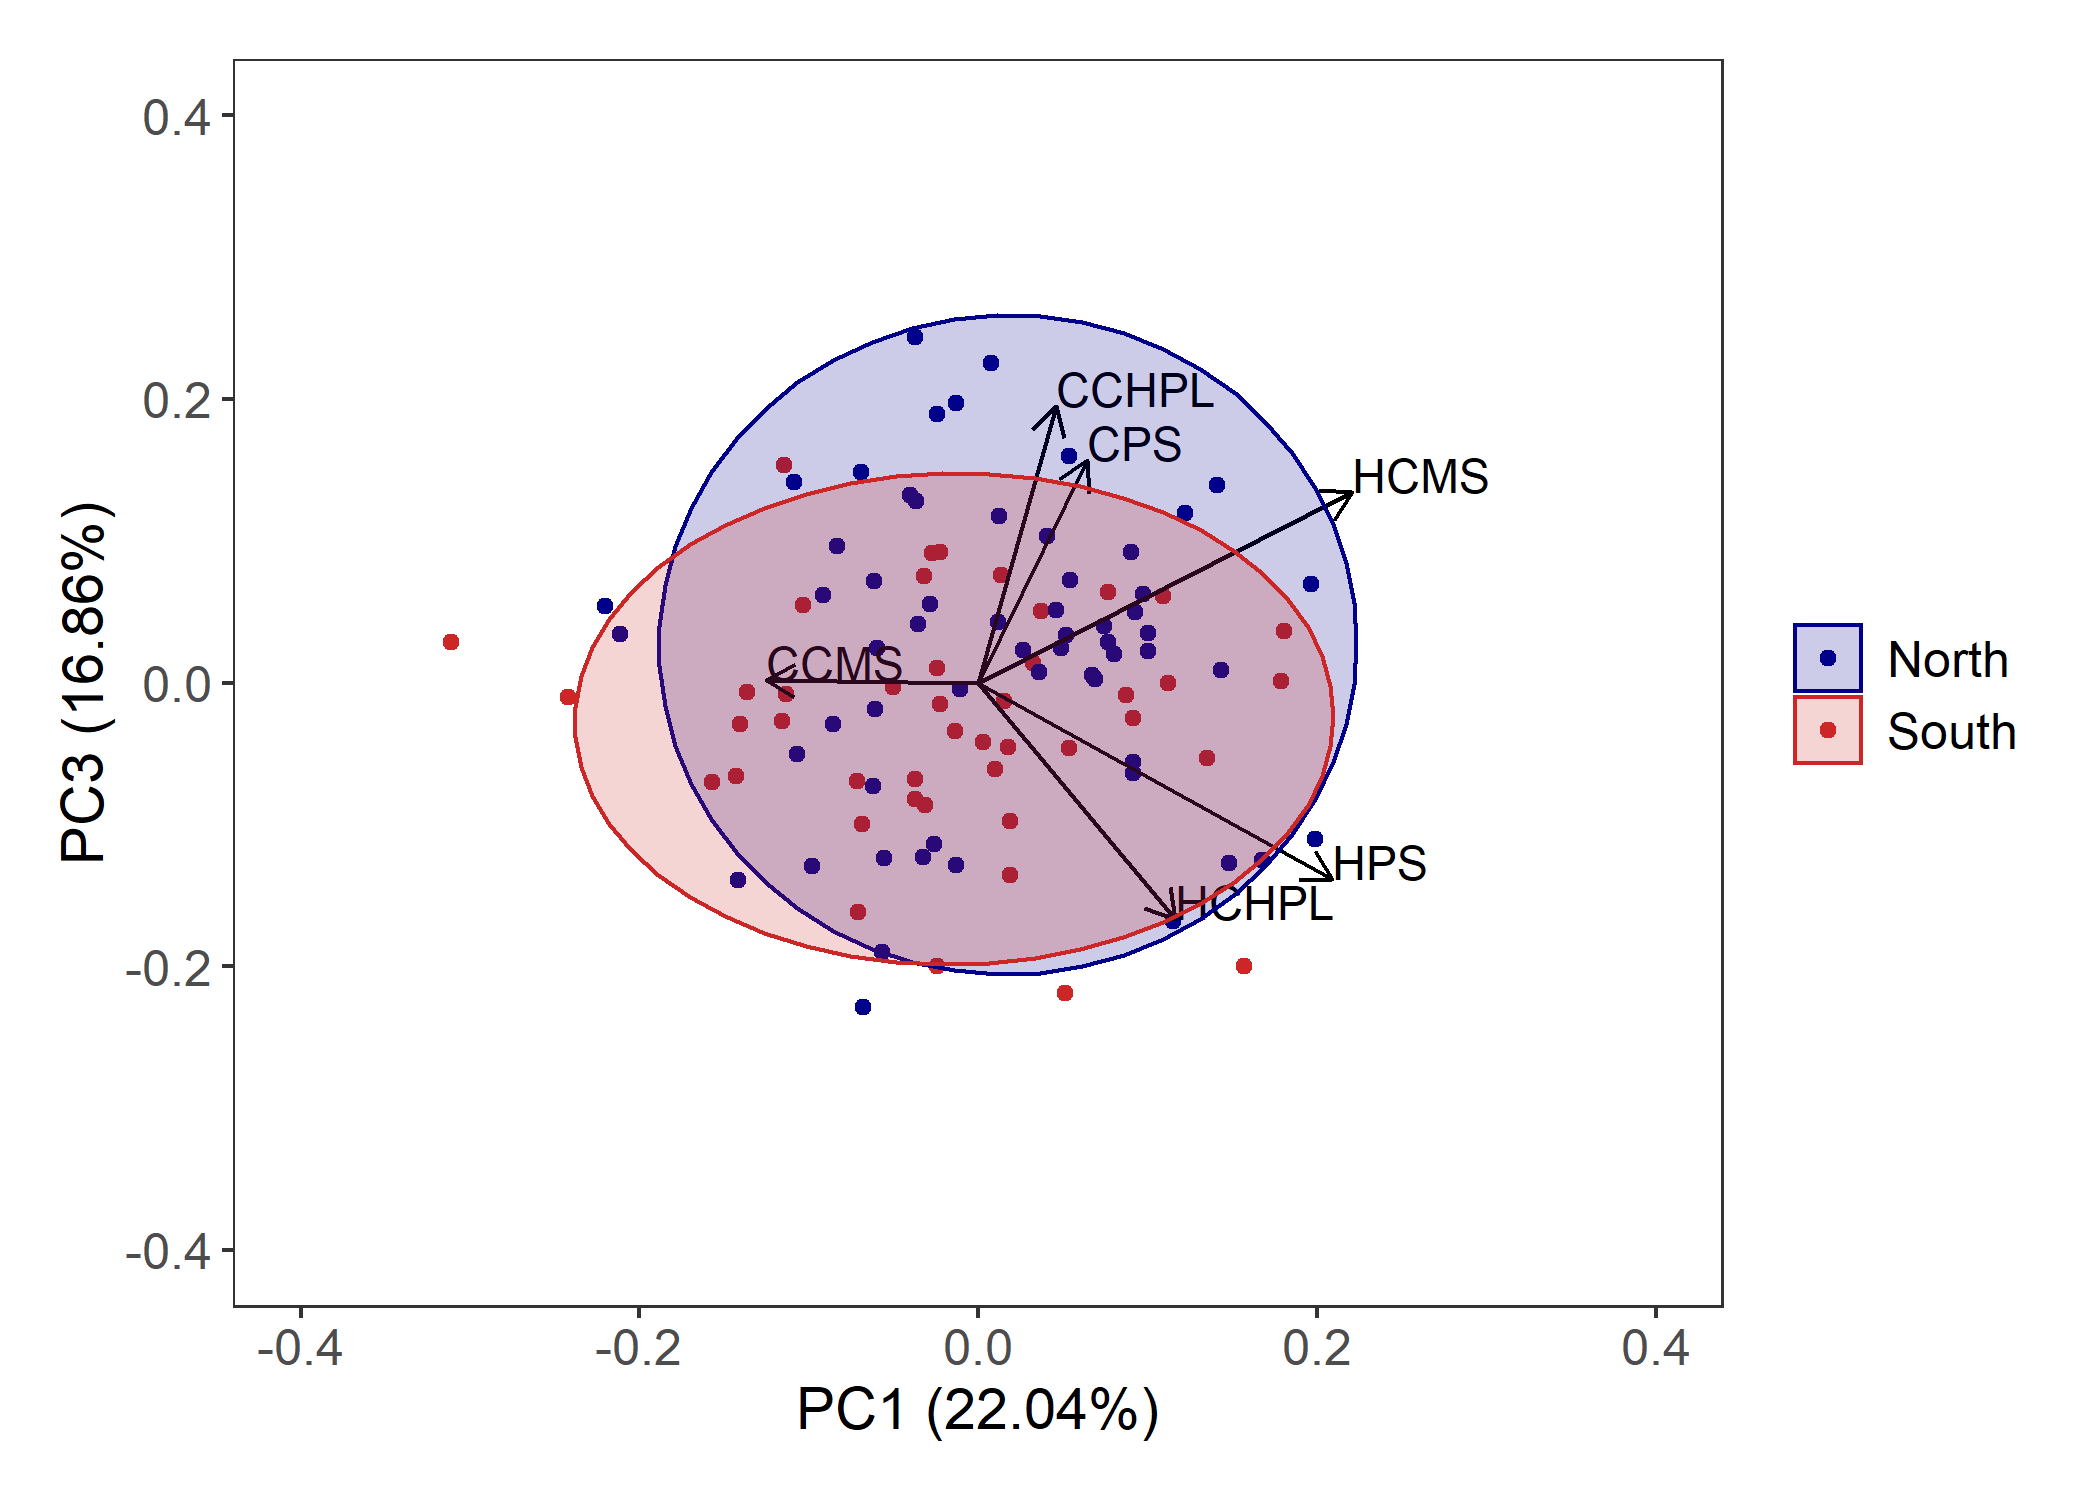 0.4
0.2
0.0
-0.2
-0.4
PC3 (16.86%)
CCHPL
CPS
HCMS
CCMS
HPS
HCHPL
North
South
-0.4
-0.2
0.0
0.2
0.4
PC1 (22.04%)